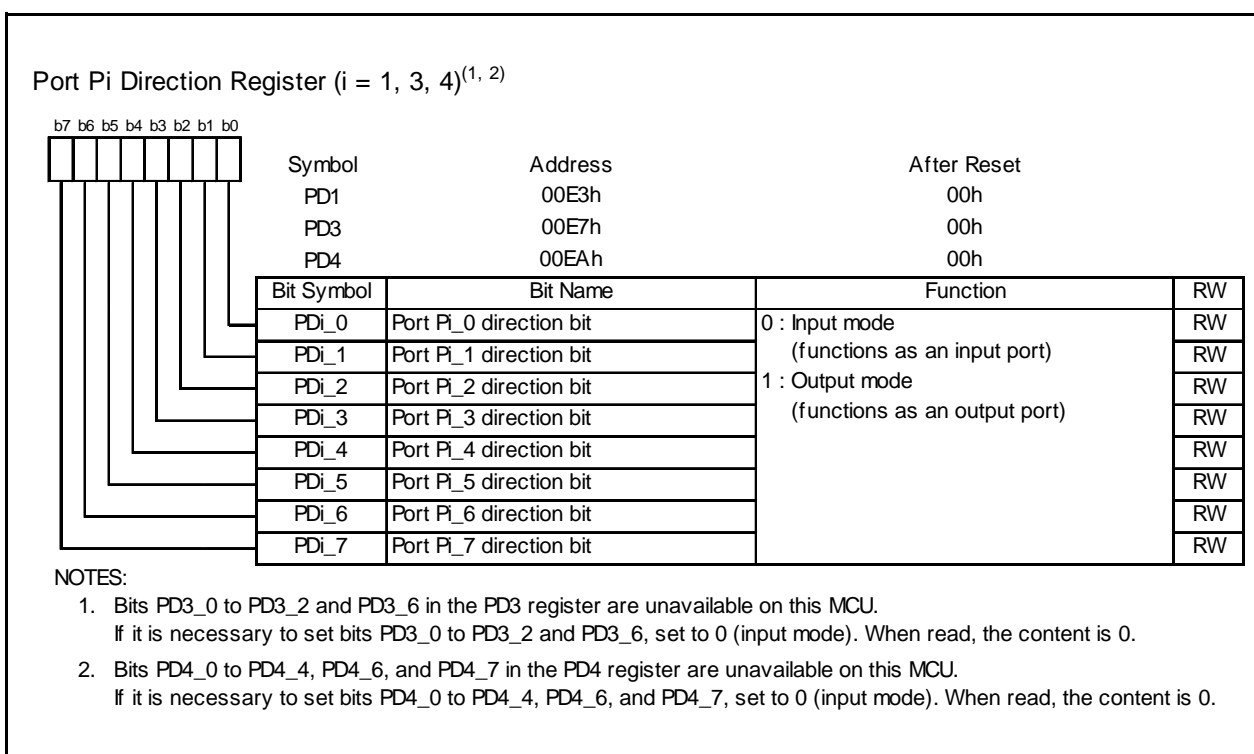 Port Pi Direction Register (i = 1, 3, 4)(1, 2)
b7 b6 b5 b4 b3 b2 b1 b0
Symbol Address After Reset
PD1 00E3h 00h
PD3 00E7h 00h
PD4 00EAh 00h
Bit Symbol Bit Name Function RW
PDi_0 Port Pi_0 direction bit 0 : Input mode RW
PDi_1 Port Pi_1 direction bit (functions as an input port) RW
PDi_2 Port Pi_2 direction bit 1 : Output mode RW
PDi_3 Port Pi_3 direction bit (functions as an output port) RW
PDi_4 Port Pi_4 direction bit RW
PDi_5 Port Pi_5 direction bit RW
PDi_6 Port Pi_6 direction bit RW
PDi_7 Port Pi_7 direction bit RW
NOTES:
1. Bits PD3_0 to PD3_2 and PD3_6 in the PD3 register are unavailable on this MCU.
If it is necessary to set bits PD3_0 to PD3_2 and PD3_6, set to 0 (input mode). When read, the content is 0.
2. Bits PD4_0 to PD4_4, PD4_6, and PD4_7 in the PD4 register are unavailable on this MCU.
If it is necessary to set bits PD4_0 to PD4_4, PD4_6, and PD4_7, set to 0 (input mode). When read, the content is 0.